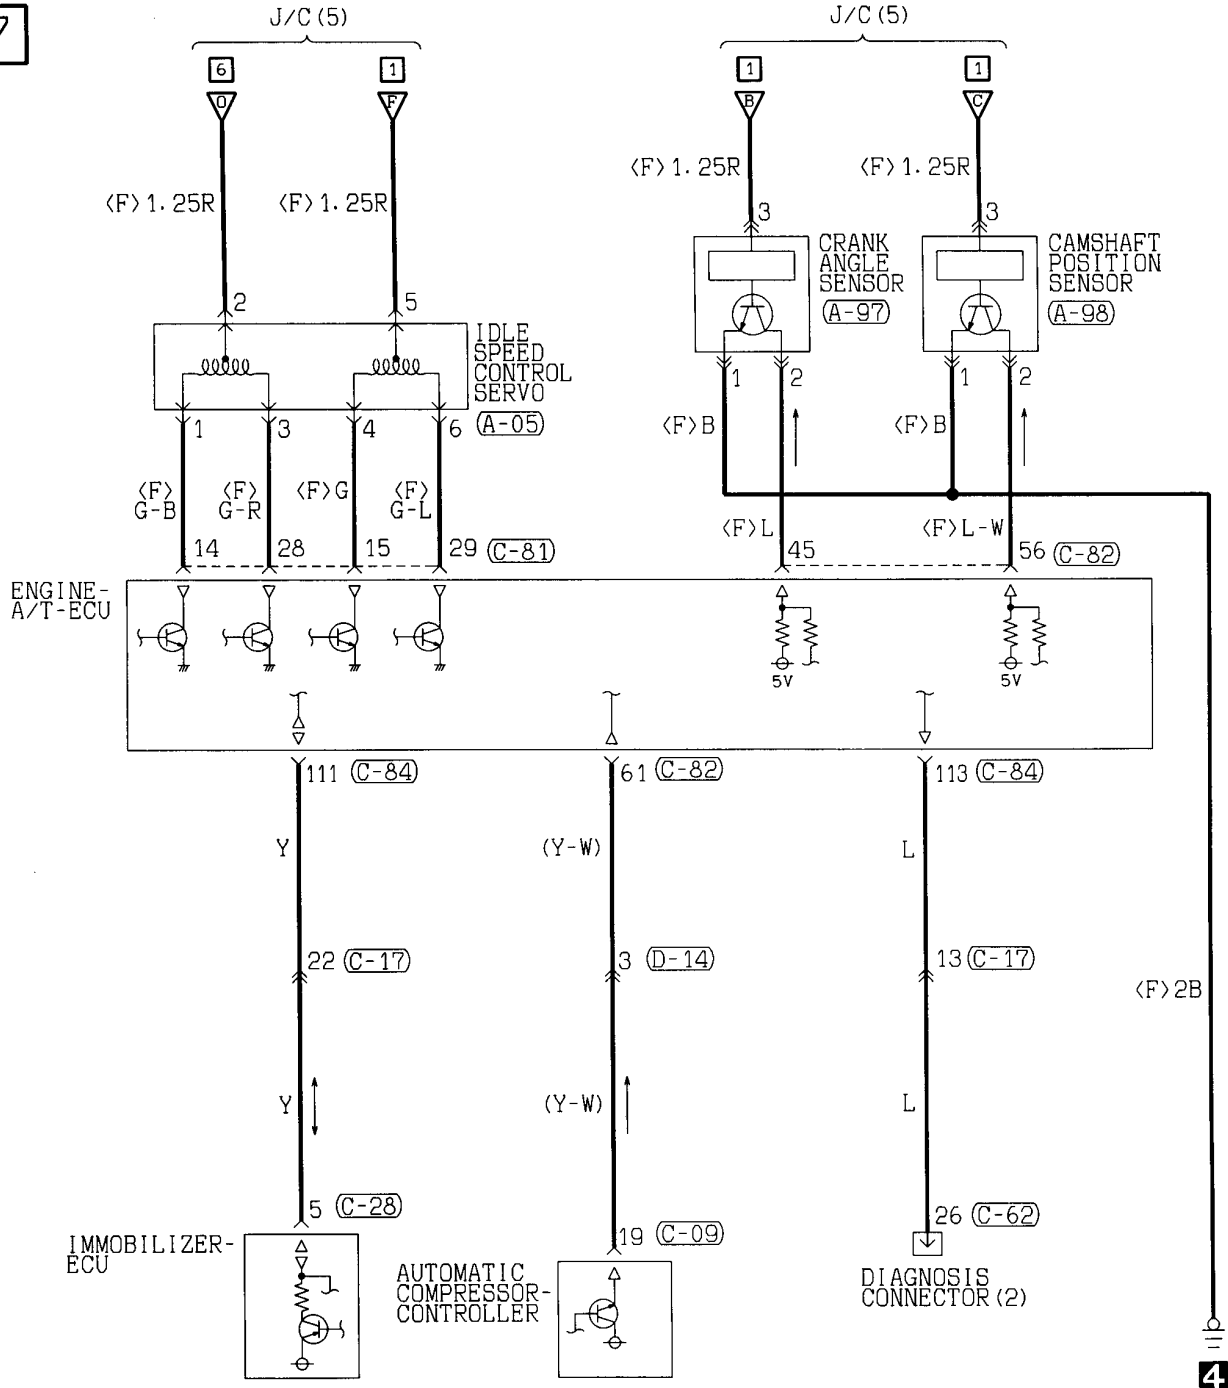 7
J/C(5)
J/C(5)
6
1
1
1
O
F
B
C
<F>1.25R
<F>1.25R
<F>1.25R
<F>1.25R
3
3
CRANK
ANGLE
SENSOR
A-97
CAMSHAFT
POSITION
SENSOR
A-98
2
5
IDLE
SPEED
CONTROL
SERVO
A-05
1
2
1
2
1
3
4
6
<F>B
<F>B
<F>
G-B
<F>
G-R
<F>G
<F>
G-L
<F>L
<F>L-W
14
28
15
29
C-81
45
56
C-82
ENGINE-
A/T-ECU
5V
5V
111
C-84
61
C-82
113
C-84
Y
(Y-W)
L
22
C-17
3
D-14
13
C-17
<F>2B
Y
(Y-W)
L
5
C-28
19
C-09
26
C-62
IMMOBILIZER-
ECU
AUTOMATIC
COMPRESSOR-
CONTROLLER
DIAGNOSIS
CONNECTOR(2)
4